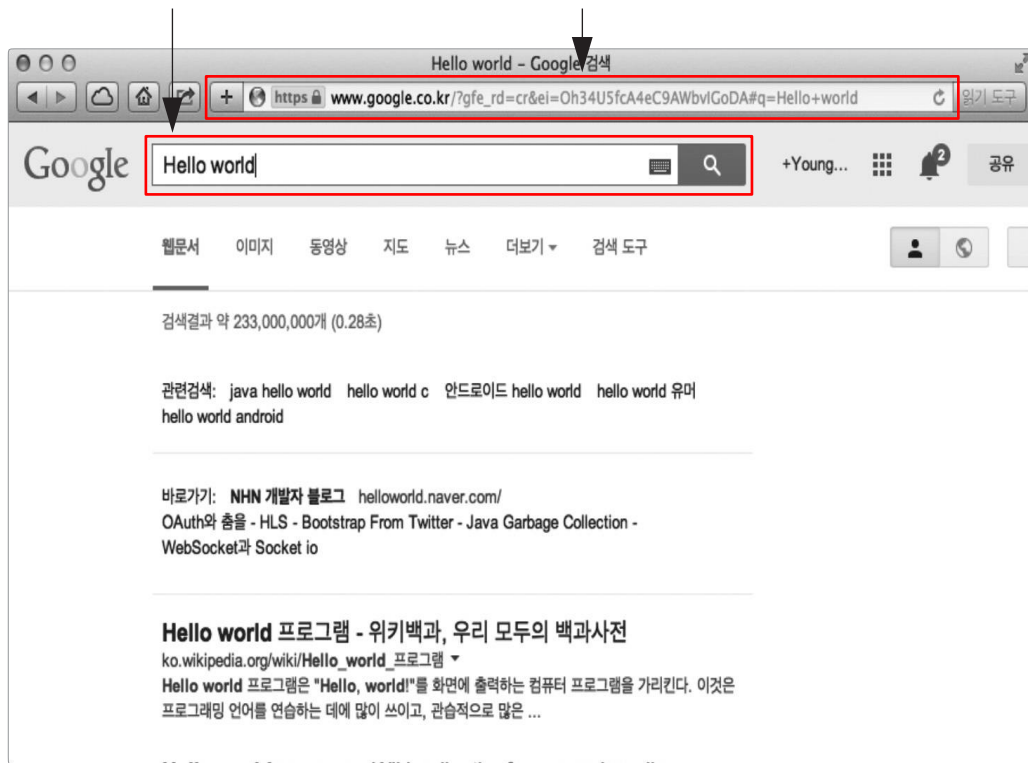 Hello world – Google 검색
+ https www.google.co.kr/?gfe_rd=cr&ei=Oh34U5fcA4eC9AWbvIGoDA#q=Hello+world 읽기 도구
Google Hello world +Young... 2 공유
웹문서 이미지 동영상 지도 뉴스 더보기 검색 도구
검색결과 약 233,000,000개 (0.28초)
관련검색: java hello world hello world c 안드로이드 hello world hello world 유머
hello world android
바로가기: NHN 개발자 블로그 helloworld.naver.com/
OAuth와 춤을 - HLS - Bootstrap From Twitter - Java Garbage Collection -
WebSocket과 Socket io
Hello world 프로그램 - 위키백과, 우리 모두의 백과사전
ko.wikipedia.org/wiki/Hello_world_프로그램
Hello world 프로그램은 "Hello, world!"를 화면에 출력하는 컴퓨터 프로그램을 가리킨다. 이것은
프로그래밍 언어를 연습하는 데에 많이 쓰이고, 관습적으로 많은 ...